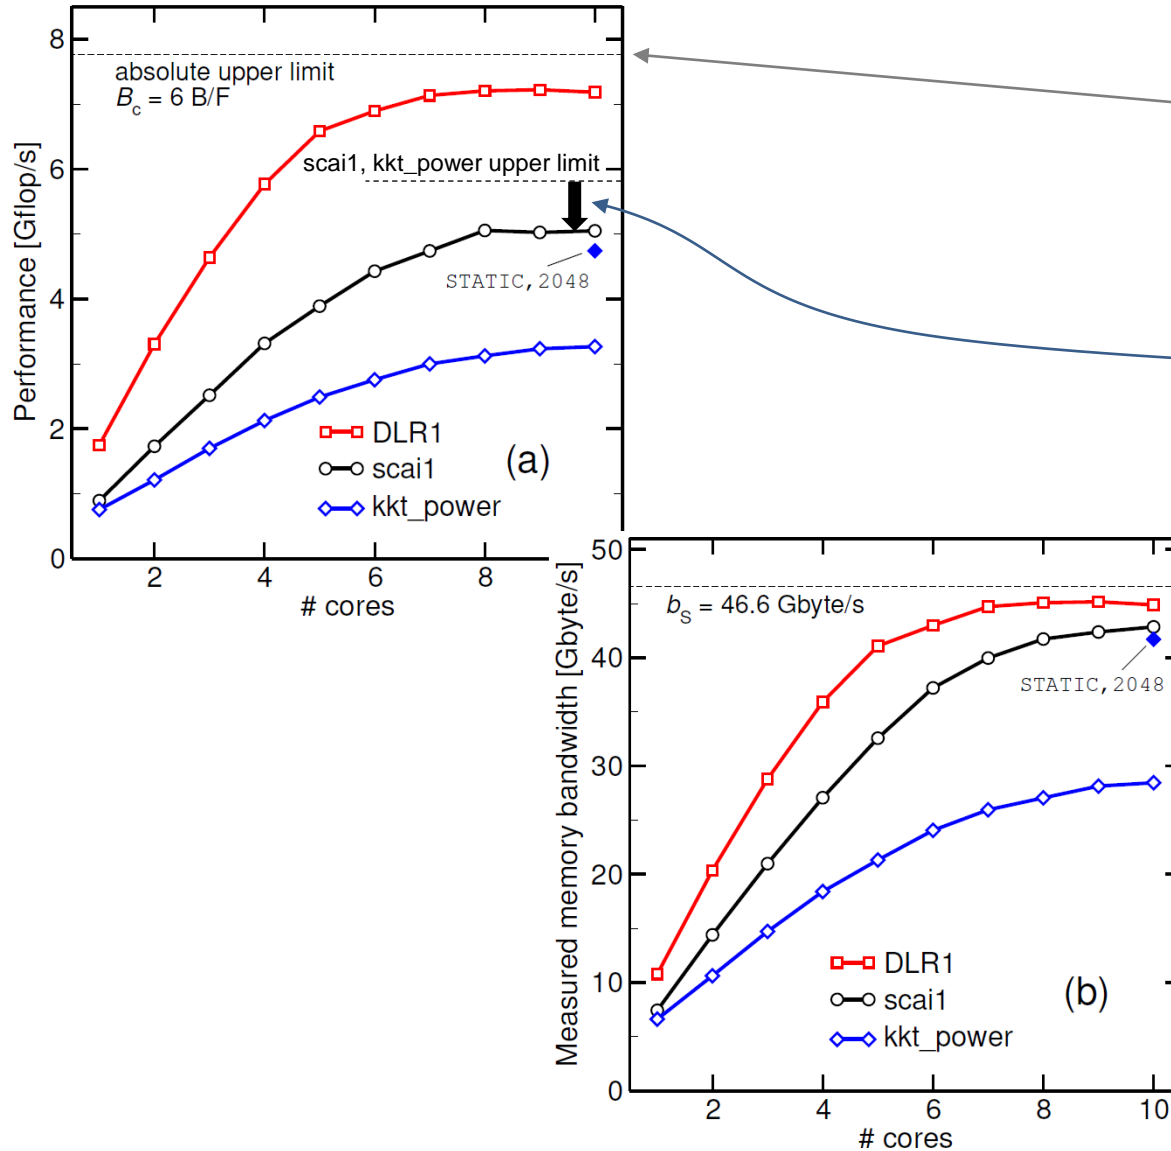 8
absolute upper limit
B_c = 6 B/F
scai1, kkt_power upper limit
6
STATIC,2048
4
Performance [Gflop/s]
2
DLR1
scai1
kkt_power
(a)
0
2 4 6 8
# cores
50
b_S = 46.6 Gbyte/s
40
STATIC,2048
30
Measured memory bandwidth [Gbyte/s]
20
10
DLR1
scai1
kkt_power
(b)
0
2 4 6 8 10
# cores